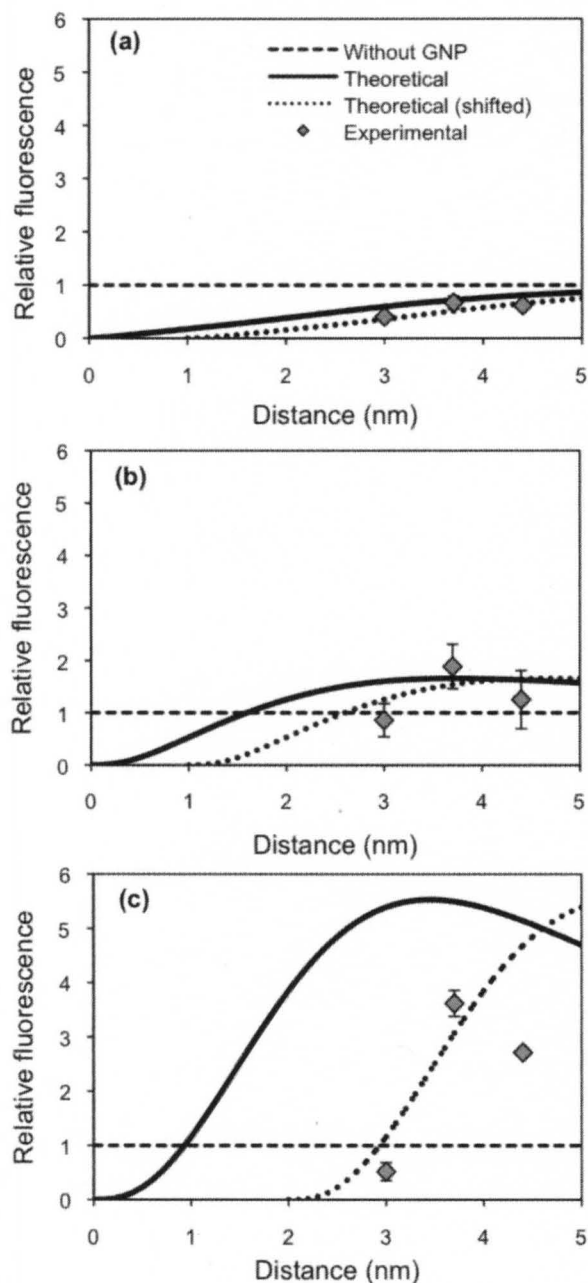 (a)
Without GNP
Theoretical
Theoretical (shifted)
Experimental
Relative fluorescence
6
5
4
3
2
1
0
0 1 2 3 4 5
Distance (nm)
(b)
Relative fluorescence
6
5
4
3
2
1
0
0 1 2 3 4 5
Distance (nm)
(c)
Relative fluorescence
6
5
4
3
2
1
0
0 1 2 3 4 5
Distance (nm)